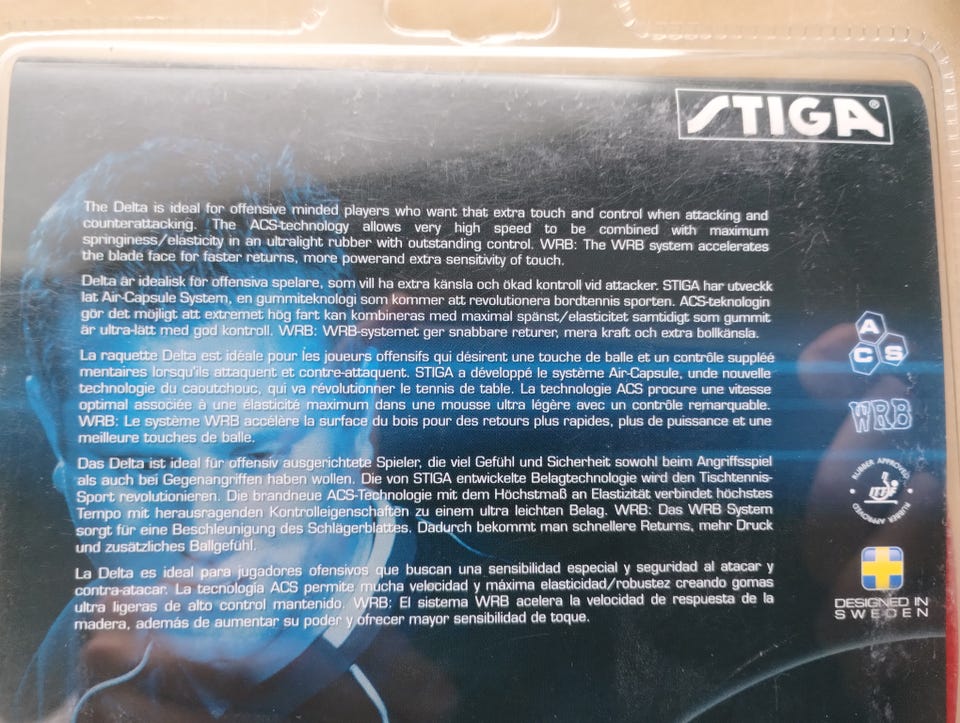 STIGA®
The Delta is ideal for offensive minded players who want that extra touch and control when attacking and
counterattacking. The ACS-technology allows very high speed to be combined with maximum
springiness/elasticity in an ultralight rubber with outstanding control. WRB: The WRB system accelerates
the blade face for faster returns, more powerand extra sensitivity of touch.
Delta är idealisk för offensiva spelare, som vill ha extra känsla och ökad kontroll vid attacker. STIGA har utveckk
lat Air-Capsule System, en gummiteknologi som kommer att revolutionera bordtennis sporten. ACS-teknologin
gör det möjligt att extremet hög fart kan kombineras med maximal spänst/elasticitet samtidigt som gummit
är ultra-lätt med god kontroll. WRB: WRB-systemet ger snabbare returer, mera kraft och extra bollkänsla.
La raquette Delta est idéale pour les joueurs offensifs qui désirent une touche de balle et un contrôle suppléé
mentaires lorsqu'ils attaquent et contre-attaquent. STIGA a développé le système Air-Capsule, unde nouvelle
technologie du caoutchouc, qui va révolutionner le tennis de table. La technologie ACS procure une vitesse
optimal associée à une élasticité maximum dans une mousse ultra légère avec un contrôle remarquable.
WRB: Le système WRB accélère la surface du bois pour des retours plus rapides, plus de puissance et une
meilleure touches de balle.
Das Delta ist ideal für offensiv ausgerichtete Spieler, die viel Gefühl und Sicherheit sowohl beim Angriffsspiel
als auch bei Gegenangriffen haben wollen. Die von STIGA entwickelte Belagtechnologie wird den Tischtennis-
Sport revolutionieren. Die brandneue ACS-Technologie mit dem Höchstmaß an Elastizität verbindet höchstes
Tempo mit herausragenden Kontrolleigenschaften zu einem ultra leichten Belag. WRB: Das WRB System
sorgt für eine Beschleunigung des Schlägerblattes. Dadurch bekommt man schnellere Returns, mehr Druck
und zusätzliches Ballgefühl.
La Delta es ideal para jugadores ofensivos que buscan una sensibilidad especial y seguridad al atacar y
contra-atacar. La tecnología ACS permite mucha velocidad y máxima elasticidad/robustez creando gomas
ultra ligeras de alto control mantenido. WRB: El sistema WRB acelera la velocidad de respuesta de la
madera, además de aumentar su poder y ofrecer mayor sensibilidad de toque.
ACS
WRB
RUBBER APPROVED
ITTF
RUBBER APPROVED
DESIGNED IN
SWEDEN